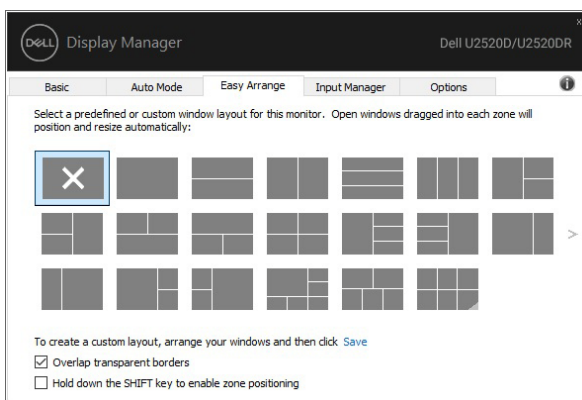 DELL Display Manager
Dell U2520D/U2520DR
Basic Auto Mode Easy Arrange Input Manager Options
Select a predefined or custom window layout for this monitor. Open windows dragged into each zone will
position and resize automatically:
To create a custom layout, arrange your windows and then click Save
Overlap transparent borders
Hold down the SHIFT key to enable zone positioning